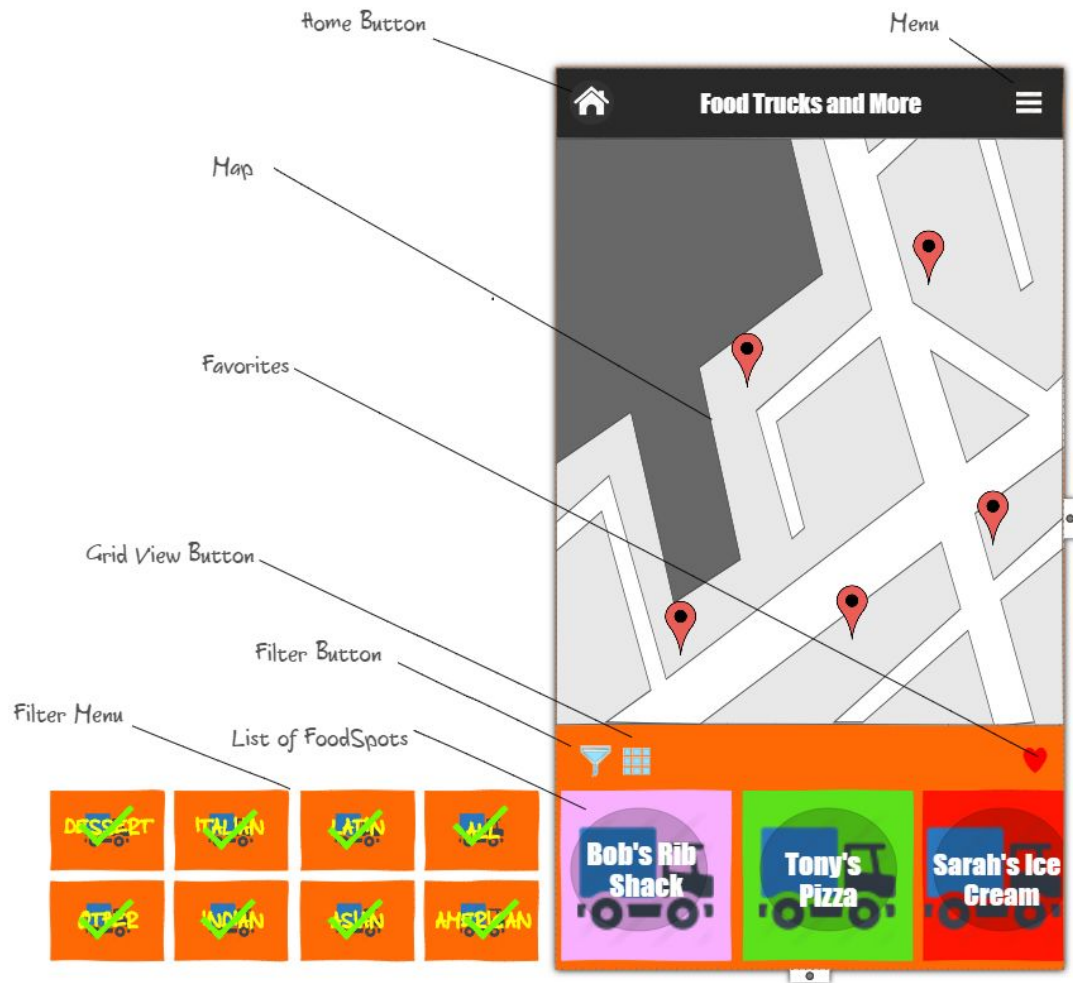 Home Button
Menu
Food Trucks and More
Map
Favorites
Grid View Button
Filter Button
Filter Menu
List of FoodSpots
DESSERT
ITALIAN
LATIN
ALL
OTHER
INDIAN
ASIAN
AMERICAN
Bob's Rib
Shack
Tony's
Pizza
Sarah's Ice
Cream